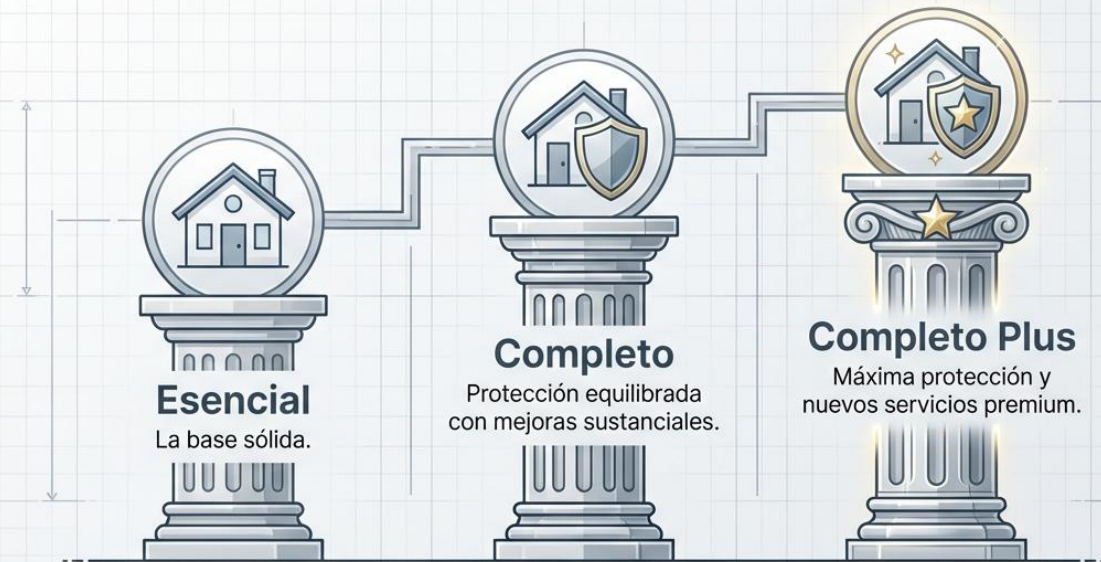 Esencial
La base sólida.
Completo
Protección equilibrada
con mejoras sustanciales.
Completo Plus
Máxima protección y
nuevos servicios premium.